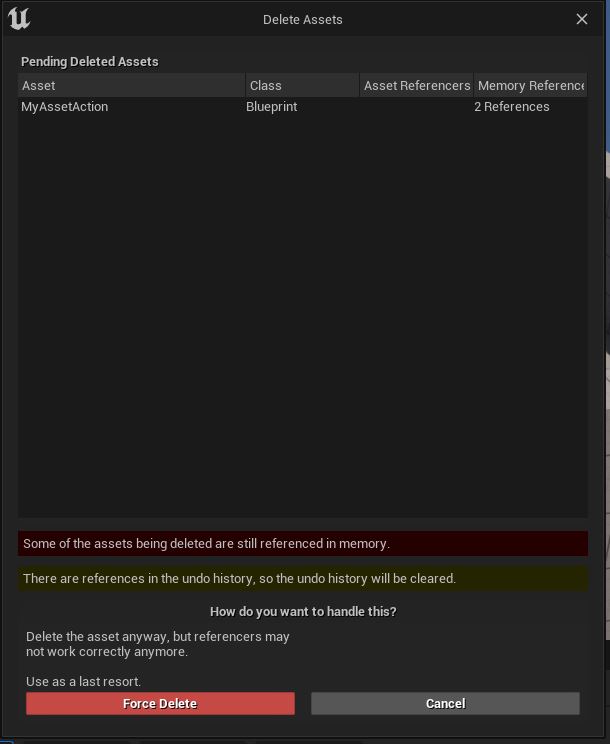 Delete Assets
Pending Deleted Assets
Asset Class Asset Referencers Memory Reference
MyAssetAction Blueprint 2 References
Some of the assets being deleted are still referenced in memory.
There are references in the undo history, so the undo history will be cleared.
How do you want to handle this?
Delete the asset anyway, but referencers may
not work correctly anymore.
Use as a last resort.
Force Delete Cancel